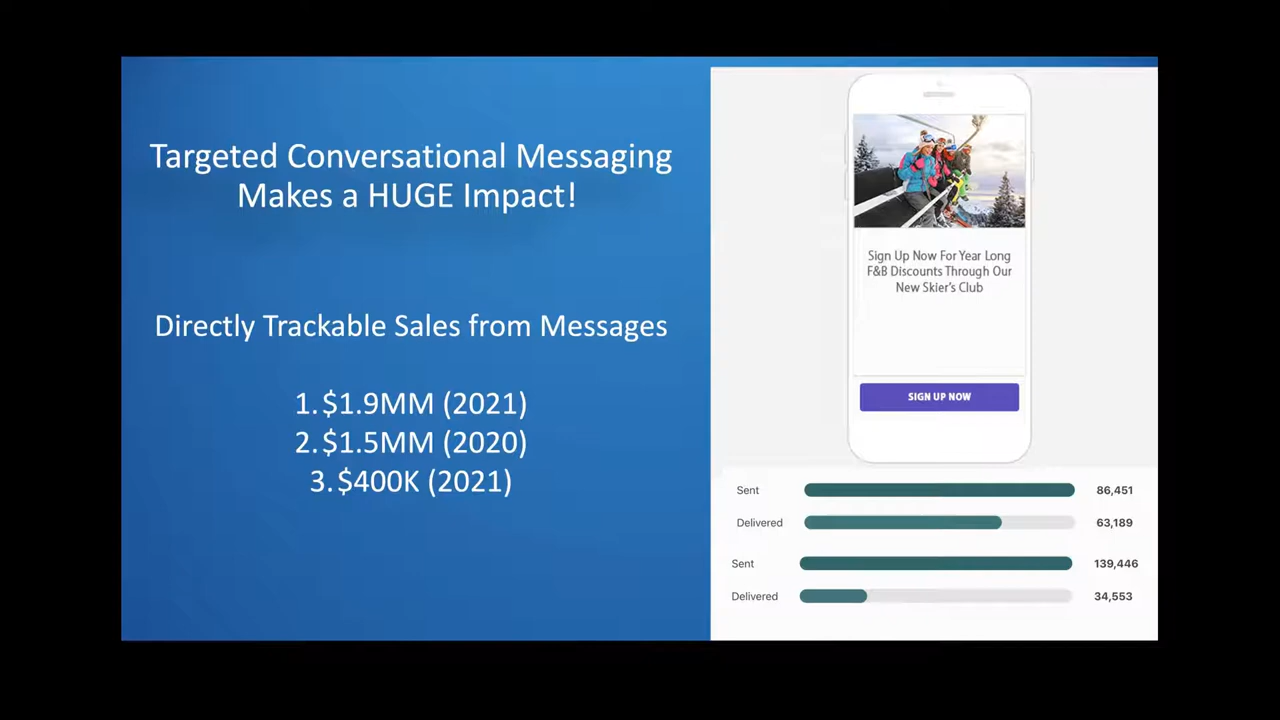 Targeted Conversational Messaging
Makes a HUGE Impact!
Directly Trackable Sales from Messages
1. $1.9MM (2021)
2. $1.5MM (2020)
3. $400K (2021)
Sign Up Now For Year Long
F&B Discounts Through Our
New Skier's Club
SIGN UP NOW
Sent 86,451
Delivered 63,189
Sent 139,446
Delivered 34,553